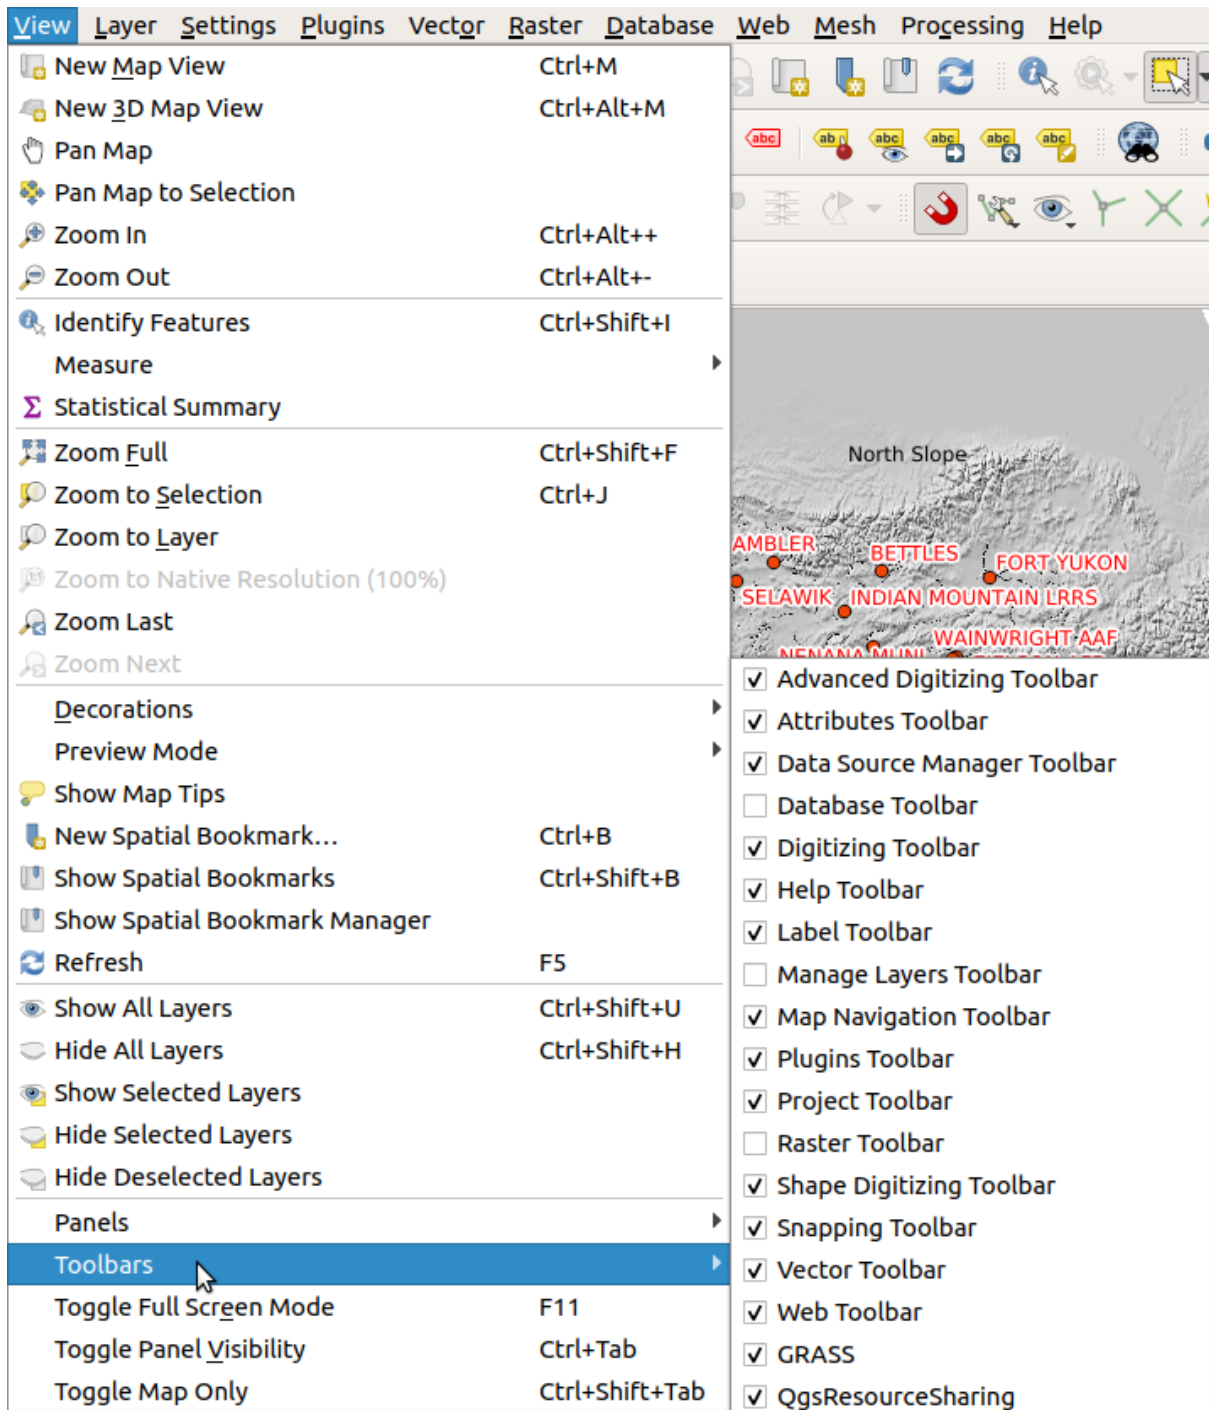 View Layer Settings Plugins Vector Raster Database Web Mesh Processing Help
New Map View Ctrl+M
New 3D Map View Ctrl+Alt+M
Pan Map
Pan Map to Selection
Zoom In Ctrl+Alt++
Zoom Out Ctrl+Alt+-
Identify Features Ctrl+Shift+I
Measure
Statistical Summary
Zoom Full Ctrl+Shift+F
Zoom to Selection Ctrl+J
Zoom to Layer
Zoom to Native Resolution (100%)
Zoom Last
Zoom Next
Decorations
Preview Mode
Show Map Tips
New Spatial Bookmark... Ctrl+B
Show Spatial Bookmarks Ctrl+Shift+B
Show Spatial Bookmark Manager
Refresh F5
Show All Layers Ctrl+Shift+U
Hide All Layers Ctrl+Shift+H
Show Selected Layers
Hide Selected Layers
Hide Deselected Layers
Panels
Toolbars
Toggle Full Screen Mode F11
Toggle Panel Visibility Ctrl+Tab
Toggle Map Only Ctrl+Shift+Tab
abc ab abc abc abc abc
North Slope
AMBLER
BETTLES
FORT YUKON
SELAWIK
INDIAN MOUNTAIN LRRS
WAINWRIGHT AAF
NENANA MUNI
Advanced Digitizing Toolbar
Attributes Toolbar
Data Source Manager Toolbar
Database Toolbar
Digitizing Toolbar
Help Toolbar
Label Toolbar
Manage Layers Toolbar
Map Navigation Toolbar
Plugins Toolbar
Project Toolbar
Raster Toolbar
Shape Digitizing Toolbar
Snapping Toolbar
Vector Toolbar
Web Toolbar
GRASS
QgsResourceSharing